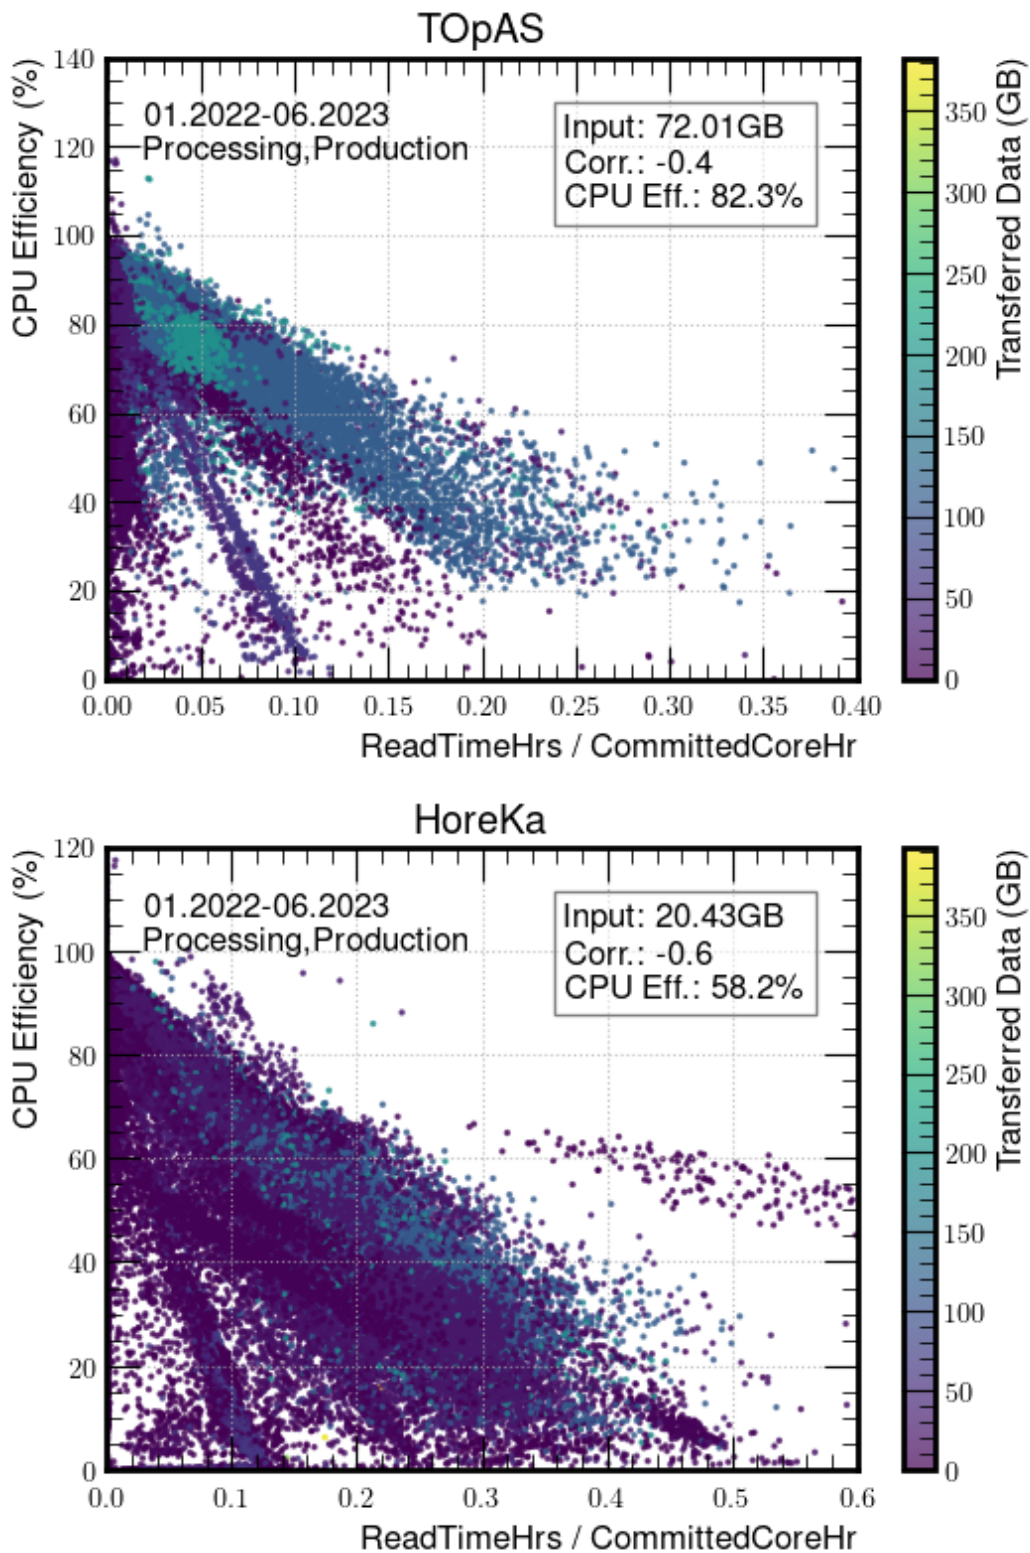 TOpAS
CPU Efficiency (%)
140
120
100
80
60
40
20
0
01.2022-06.2023
Processing,Production
Input: 72.01GB
Corr.: -0.4
CPU Eff.: 82.3%
0.00 0.05 0.10 0.15 0.20 0.25 0.30 0.35 0.40
ReadTimeHrs / CommittedCoreHr
350
300
250
200
150
100
50
0
Transferred Data (GB)
HoreKa
CPU Efficiency (%)
120
100
80
60
40
20
0
01.2022-06.2023
Processing,Production
Input: 20.43GB
Corr.: -0.6
CPU Eff.: 58.2%
0.0 0.1 0.2 0.3 0.4 0.5 0.6
ReadTimeHrs / CommittedCoreHr
350
300
250
200
150
100
50
0
Transferred Data (GB)